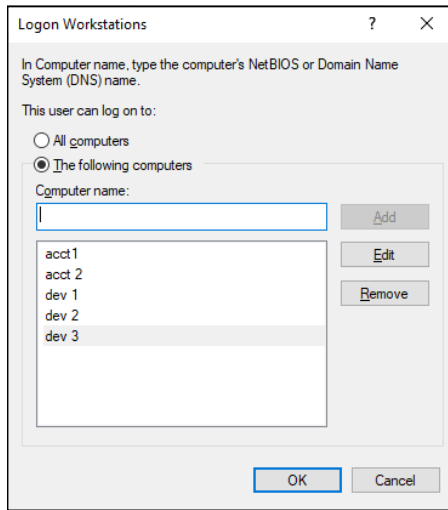 Logon Workstations ? ×
In Computer name, type the computer's NetBIOS or Domain Name
System (DNS) name.
This user can log on to:
All computers
The following computers
Computer name:
Add
acct1
acct 2
dev 1
dev 2
dev 3
Edit
Remove
OK
Cancel